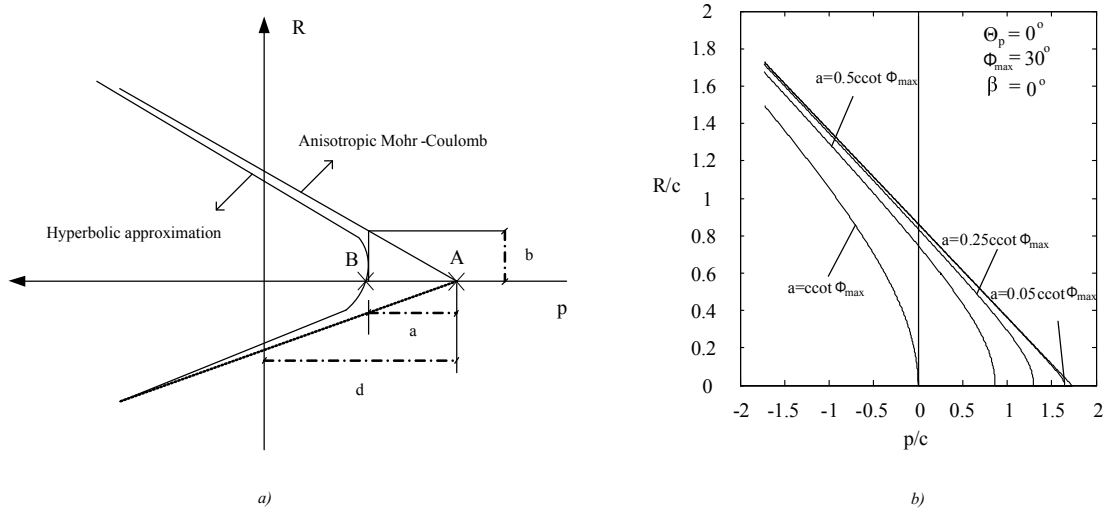 R
Anisotropic Mohr -Coulomb
Hyperbolic approximation
B
A
b
p
a
d
a)
2
1.8
1.6
1.4
1.2
R/c
1
0.8
0.6
0.4
0.2
0
-2
-1.5
-1
-0.5
0
0.5
1
1.5
2
p/c
Θp = 0°
Φmax = 30°
β = 0°
a=0.5ccot Φmax
a=0.25ccot Φmax
a=ccot Φmax
a=0.05 ccot Φmax
b)